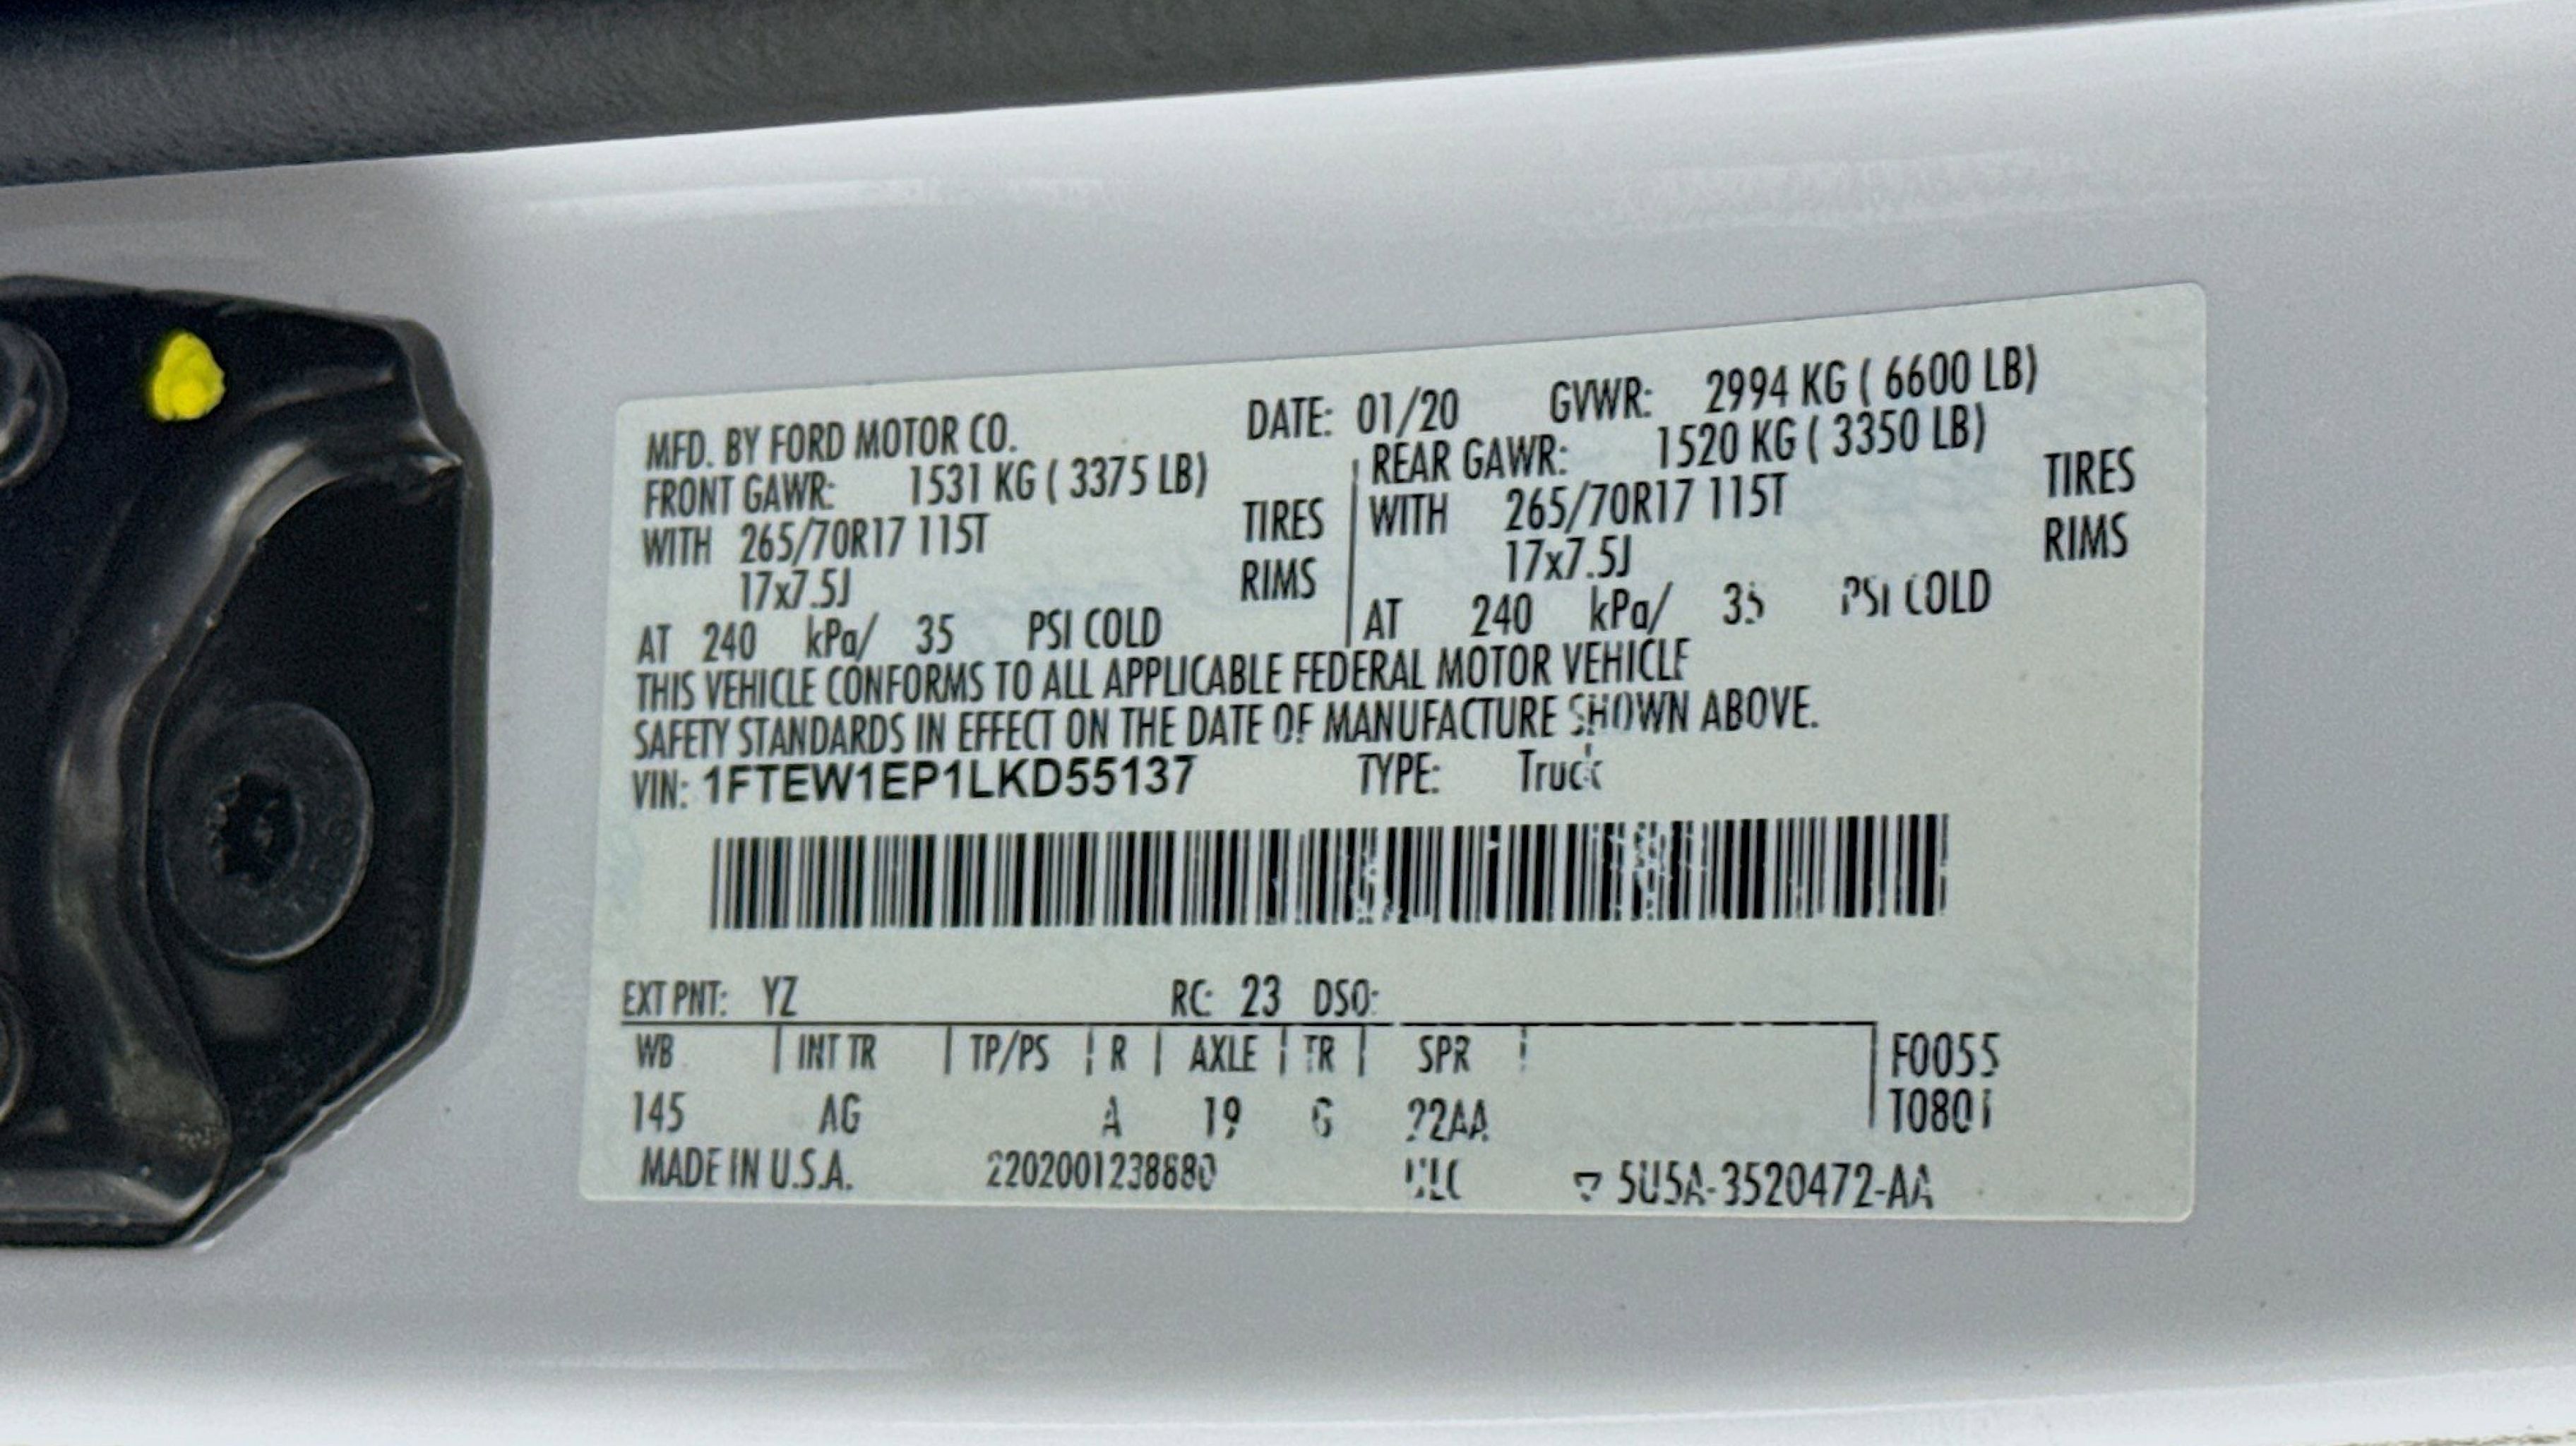 MFD. BY FORD MOTOR CO. DATE: 01/20 GVWR: 2994 KG ( 6600 LB)
FRONT GAWR: 1531 KG ( 3375 LB) REAR GAWR: 1520 KG ( 3350 LB)
WITH 265/70R17 115T TIRES WITH 265/70R17 115T TIRES
17x7.5J RIMS 17x7.5J RIMS
AT 240 kPa/ 35 PSI COLD AT 240 kPa/ 35 PSI COLD
THIS VEHICLE CONFORMS TO ALL APPLICABLE FEDERAL MOTOR VEHICLE
SAFETY STANDARDS IN EFFECT ON THE DATE OF MANUFACTURE SHOWN ABOVE.
VIN: 1FTEW1EP1LKD55137 TYPE: Truck
EXT PNT: YZ RC: 23 DSO:
WB INT TR TP/PS R AXLE TR SPR F0055
145 AG A 19 G 22AA T0801
MADE IN U.S.A. 5U5A-3520472-AA